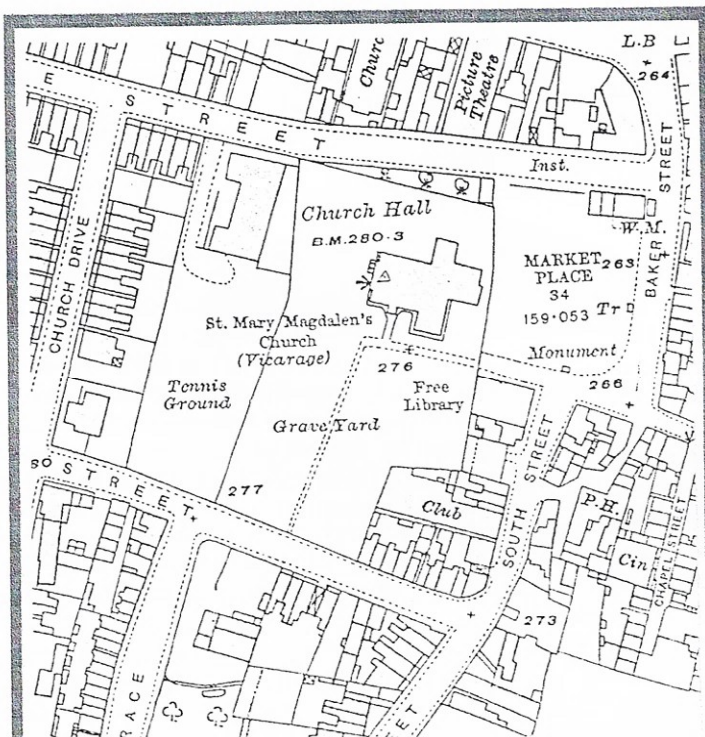 L.B
264
Church
Picture
Theatre
E STREET
Inst.
BAKER STREET
W.M.
CHURCH DRIVE
Church Hall
B.M.280·3
MARKET
PLACE
263
34
159·053
Tr
Monument
St. Mary Magdalen's
Church
(Vicarage)
276
266
Tennis
Ground
Free
Library
Grave Yard
SOUTH STREET
277
Club
P.H.
Cin
CHAPEL STREET
STREET
273
RACE
EET